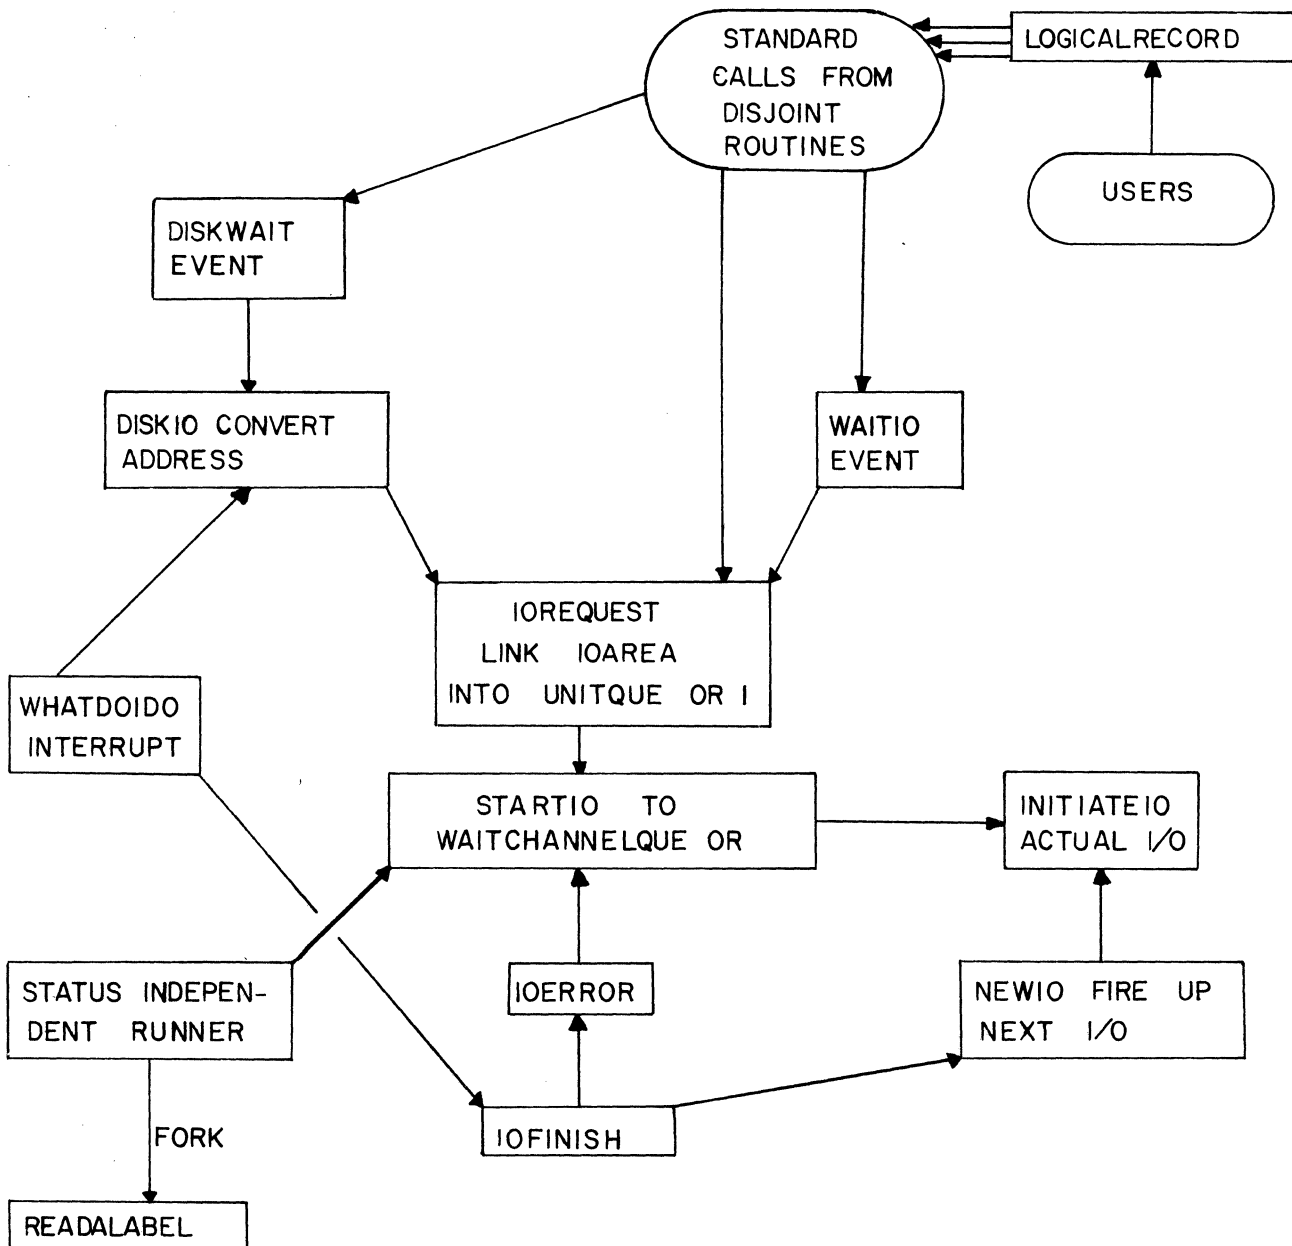 STANDARD
CALLS FROM
DISJOINT
ROUTINES
LOGICALRECORD
USERS
DISKWAIT
EVENT
DISKIO CONVERT
ADDRESS
WAITIO
EVENT
IOREQUEST
LINK IOAREA
INTO UNITQUE OR I
WHATDOIDO
INTERRUPT
STARTIO TO
WAITCHANNELQUE OR
INITIATEIO
ACTUAL I/O
STATUS INDEPEN-
DENT RUNNER
IOERROR
NEWIO FIRE UP
NEXT I/O
FORK
IOFINISH
READALABEL